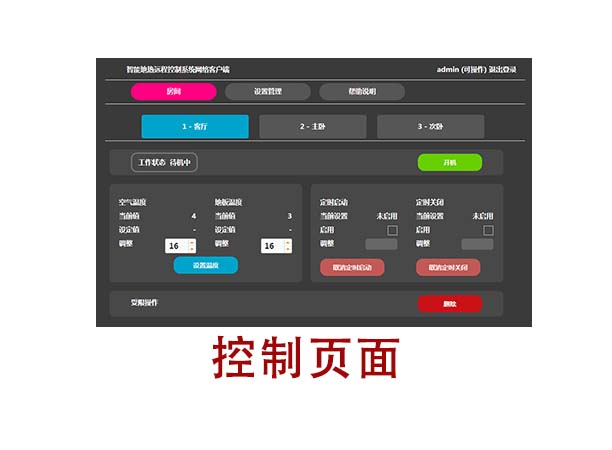 智能地热远程控制系统网络客户端 admin (可操作) 退出登录
房间 设置管理 帮助说明
1 - 客厅 2 - 主卧 3 - 次卧
工作状态 待机中 开机
空气温度 地板温度 定时启动 定时关闭
当前值 4 当前值 3 当前设置 未启用 当前设置 未启用
设定值 - 设定值 - 启用 启用
调整 16 调整 16 调整 调整
设置温度 取消定时启动 取消定时关闭
受限操作 删除
控制页面